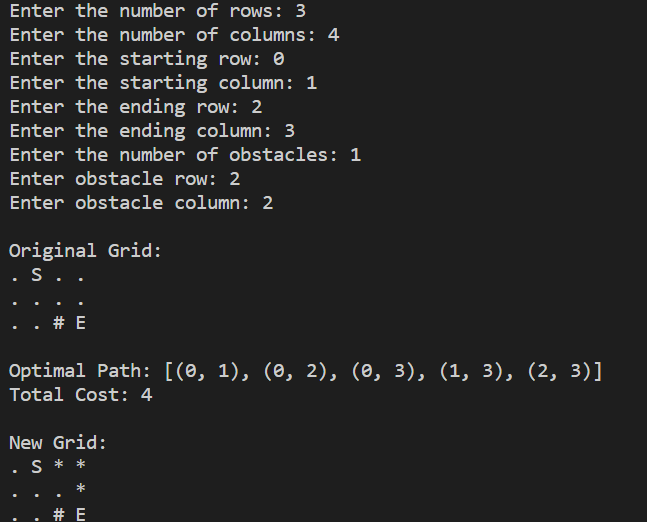 Enter the number of rows: 3
Enter the number of columns: 4
Enter the starting row: 0
Enter the starting column: 1
Enter the ending row: 2
Enter the ending column: 3
Enter the number of obstacles: 1
Enter obstacle row: 2
Enter obstacle column: 2
Original Grid:
. S . .
. . . .
. . # E
Optimal Path: [(0, 1), (0, 2), (0, 3), (1, 3), (2, 3)]
Total Cost: 4
New Grid:
. S * *
. . . *
. . # E